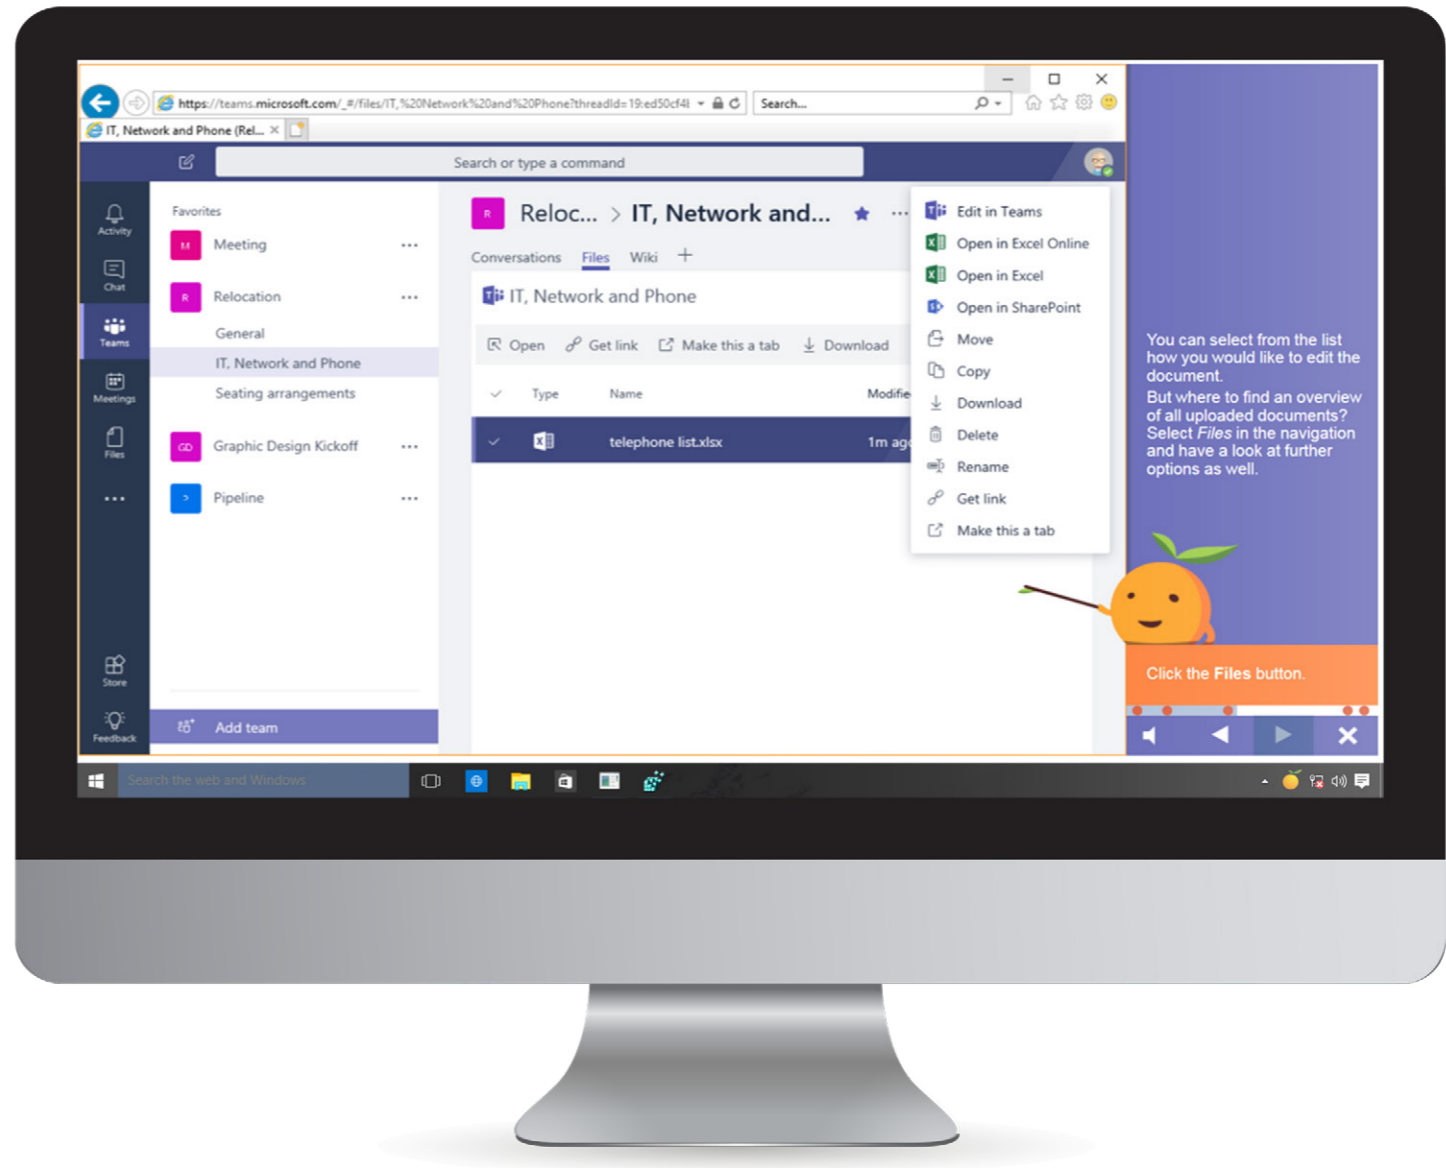 https://teams.microsoft.com/_#/files/IT,%20Network%20and%20Phone?threadId=19:ed50cf4
Search...
IT, Network and Phone (Rel...
Search or type a command
Activity
Chat
Teams
Meetings
Files
Store
Feedback
Favorites
M Meeting
R Relocation
General
IT, Network and Phone
Seating arrangements
GD Graphic Design Kickoff
Pipeline
Add team
R Reloc... > IT, Network and... ...
Conversations Files Wiki +
IT, Network and Phone
Open Get link Make this a tab Download
Type Name Modifie
telephone list.xlsx 1m ag
Edit in Teams
Open in Excel Online
Open in Excel
Open in SharePoint
Move
Copy
Download
Delete
Rename
Get link
Make this a tab
You can select from the list
how you would like to edit the
document.
But where to find an overview
of all uploaded documents?
Select Files in the navigation
and have a look at further
options as well.
Click the Files button.
Search the web and Windows